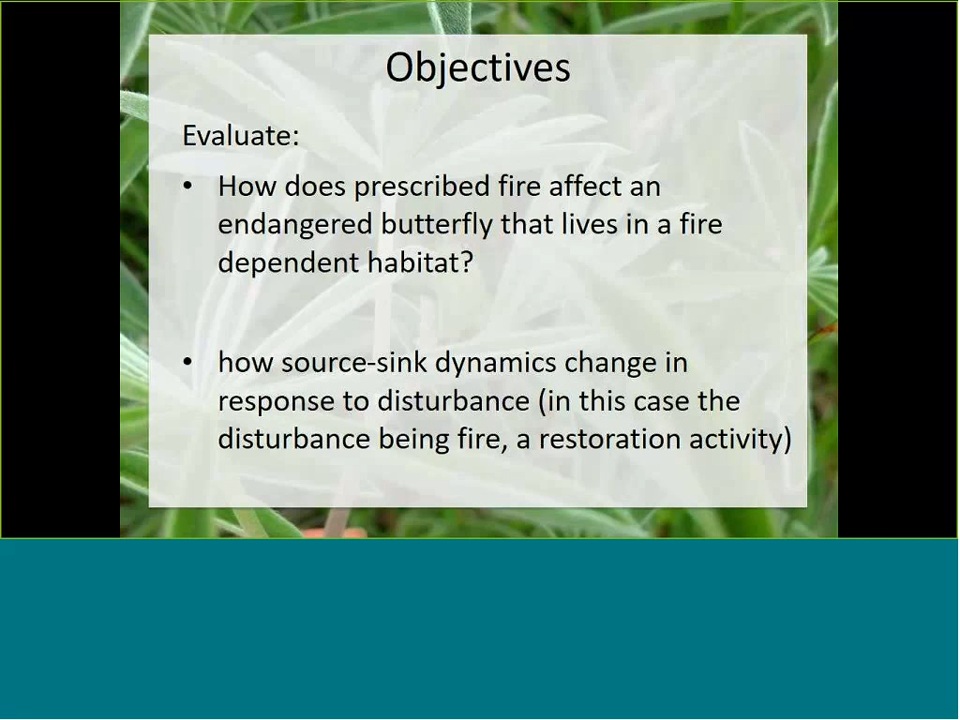 Objectives
Evaluate:
• How does prescribed fire affect an
endangered butterfly that lives in a fire
dependent habitat?
• how source-sink dynamics change in
response to disturbance (in this case the
disturbance being fire, a restoration activity)